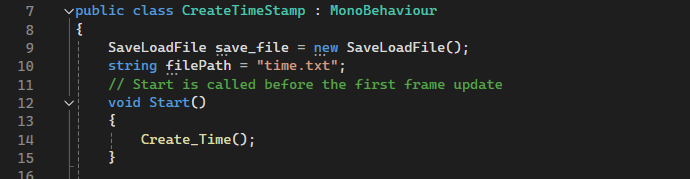 7 public class CreateTimeStamp : MonoBehaviour
8 {
9 SaveLoadFile save_file = new SaveLoadFile();
10 string filePath = "time.txt";
11 // Start is called before the first frame update
12 void Start()
13 {
14 Create_Time();
15 }
16